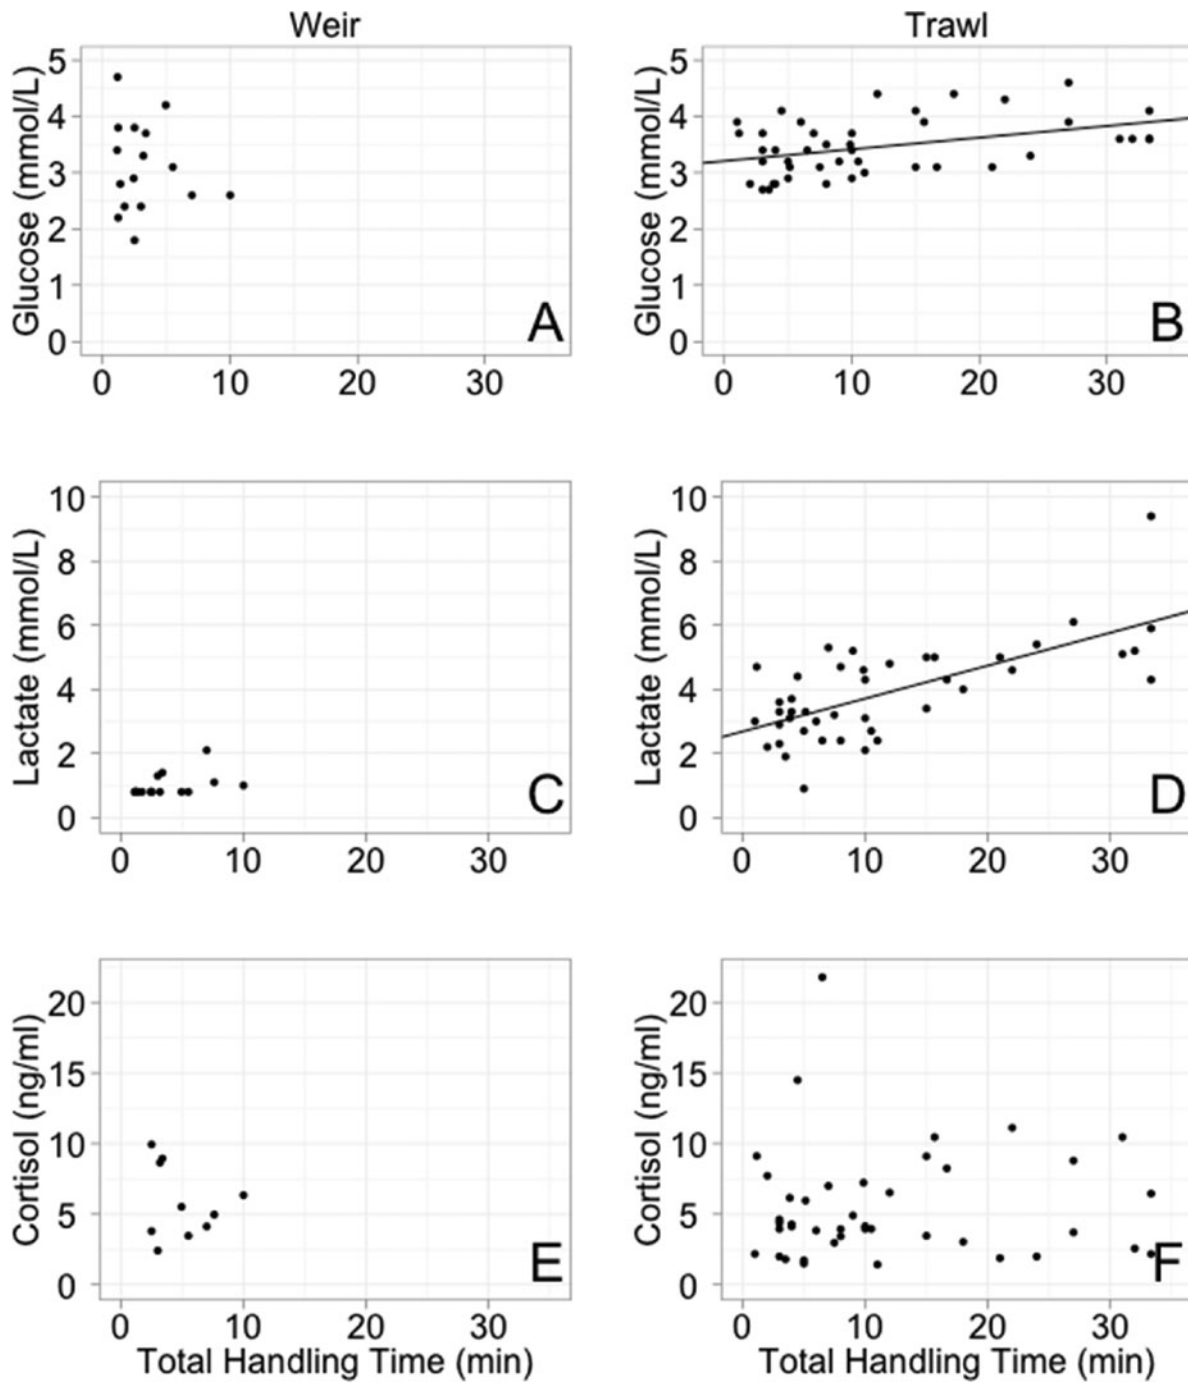 Weir
Trawl
Glucose (mmol/L)
5
4
3
2
1
0
A
0 10 20 30
Glucose (mmol/L)
5
4
3
2
1
0
B
0 10 20 30
Lactate (mmol/L)
10
8
6
4
2
0
C
0 10 20 30
Lactate (mmol/L)
10
8
6
4
2
0
D
0 10 20 30
Cortisol (ng/ml)
20
15
10
5
0
E
0 10 20 30
Total Handling Time (min)
Cortisol (ng/ml)
20
15
10
5
0
F
0 10 20 30
Total Handling Time (min)